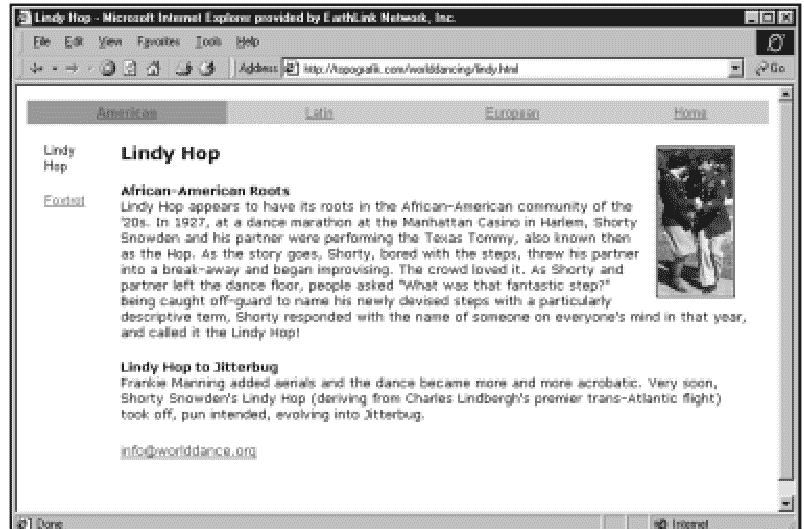 Lindy Hop - Microsoft Internet Explorer provided by EarthLink Network, Inc.
File Edit View Favorites Tools Help
Address http://topografik.com/worlddancing/lindy.html Go
American Latin European Home
Lindy
Hop
Foxtrot
Lindy Hop
African-American Roots
Lindy Hop appears to have its roots in the African-American community of the
'20s. In 1927, at a dance marathon at the Manhattan Casino in Harlem, Shorty
Snowden and his partner were performing the Texas Tommy, also known then
as the Hop. As the story goes, Shorty, bored with the steps, threw his partner
into a break-away and began improvising. The crowd loved it. As Shorty and
partner left the dance floor, people asked "What was that fantastic step?"
Being caught off-guard to name his newly devised steps with a particularly
descriptive term, Shorty responded with the name of someone on everyone's mind in that year,
and called it the Lindy Hop!
Lindy Hop to Jitterbug
Frankie Manning added aerials and the dance became more and more acrobatic. Very soon,
Shorty Snowden's Lindy Hop (deriving from Charles Lindbergh's premier trans-Atlantic flight)
took off, pun intended, evolving into Jitterbug.
info@worlddance.org
Done Internet